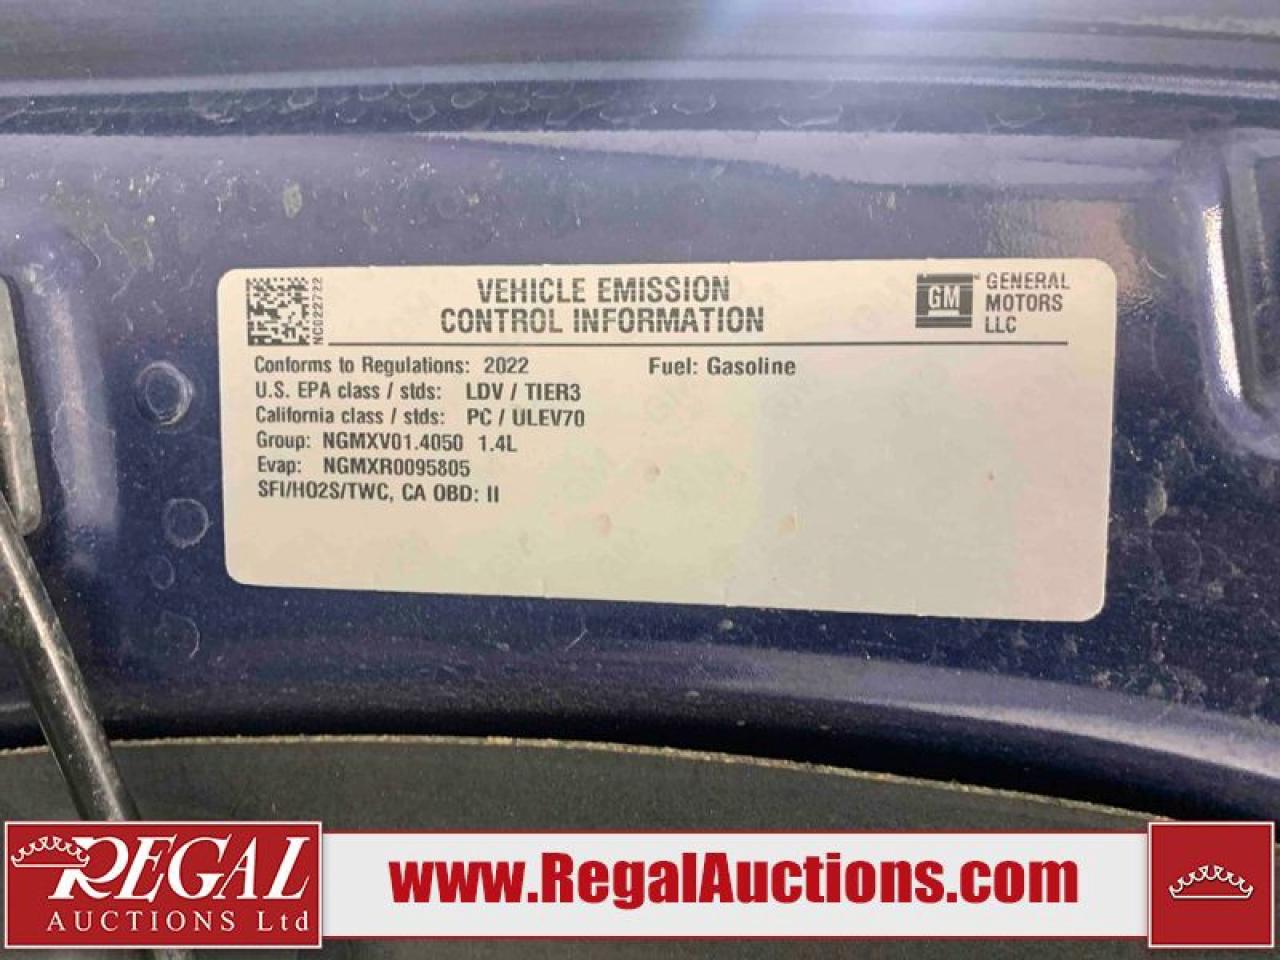 NC022722
VEHICLE EMISSION
CONTROL INFORMATION
GM
GENERAL
MOTORS
LLC
Conforms to Regulations: 2022 Fuel: Gasoline
U.S. EPA class / stds: LDV / TIER3
California class / stds: PC / ULEV70
Group: NGMXV01.4050 1.4L
Evap: NGMXR0095805
SFI/HO2S/TWC, CA OBD: II
REGAL
AUCTIONS Ltd
www.RegalAuctions.com